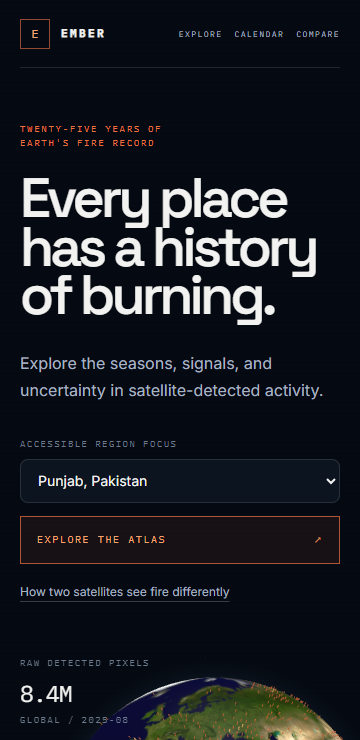 E EMBER EXPLORE CALENDAR COMPARE
TWENTY-FIVE YEARS OF
EARTH'S FIRE RECORD
Every place
has a history
of burning.
Explore the seasons, signals, and
uncertainty in satellite-detected activity.
ACCESSIBLE REGION FOCUS
Punjab, Pakistan
EXPLORE THE ATLAS ↗
How two satellites see fire differently
RAW DETECTED PIXELS
8.4M
GLOBAL / 2025-08